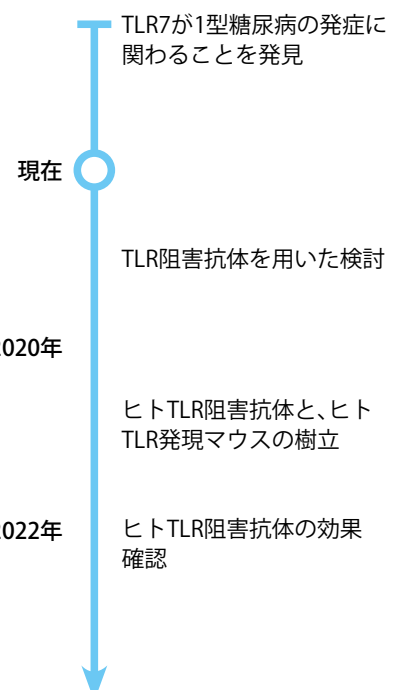 TLR7が1型糖尿病の発症に
関わることを発見
現在
TLR阻害抗体を用いた検討
020年
ヒトTLR阻害抗体と、ヒト
TLR発現マウスの樹立
022年
ヒトTLR阻害抗体の効果
確認